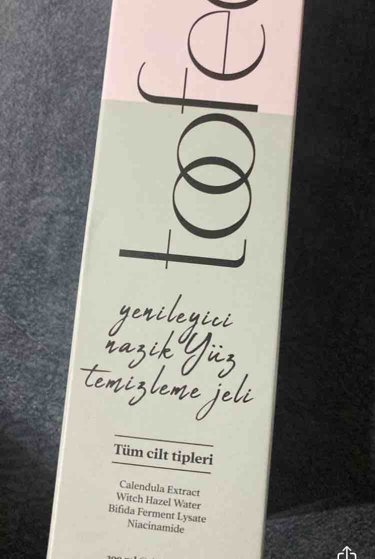 toofe
yenileyici
nazik Yüz
temizleme jeli
Tüm cilt tipleri
Calendula Extract
Witch Hazel Water
Bifida Ferment Lysate
Niacinamide